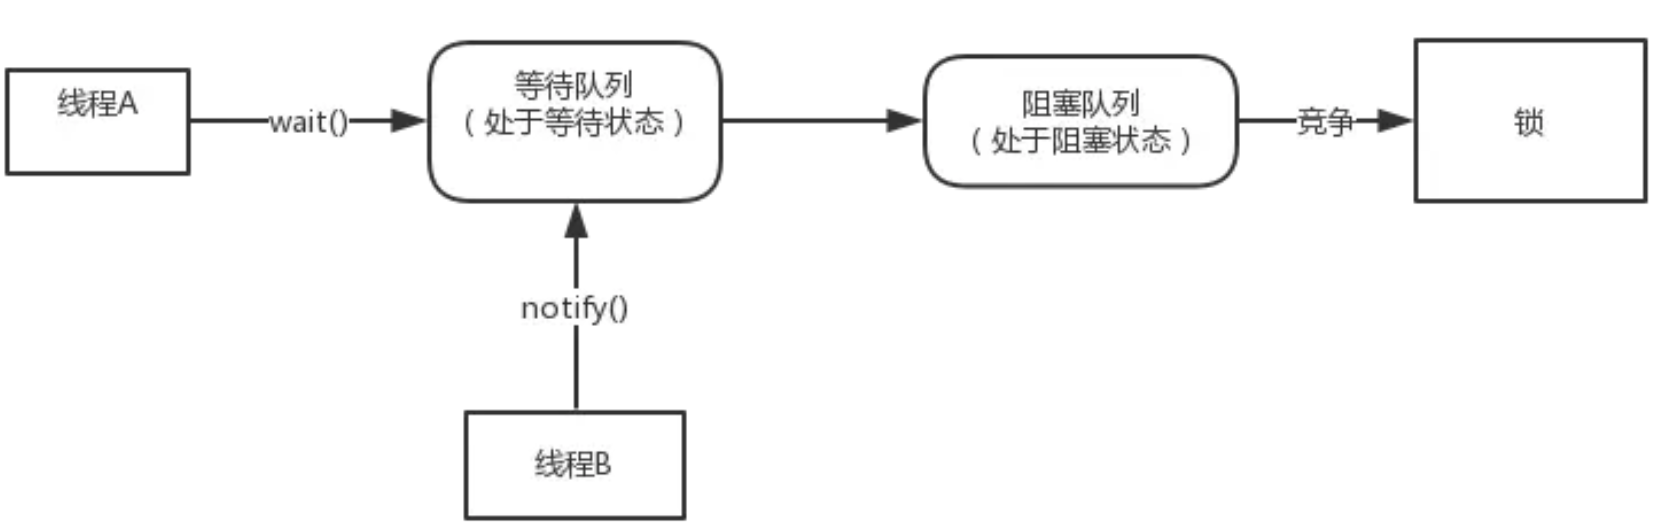 线程A
wait()
等待队列
（处于等待状态）
阻塞队列
（处于阻塞状态）
竞争
锁
notify()
线程B